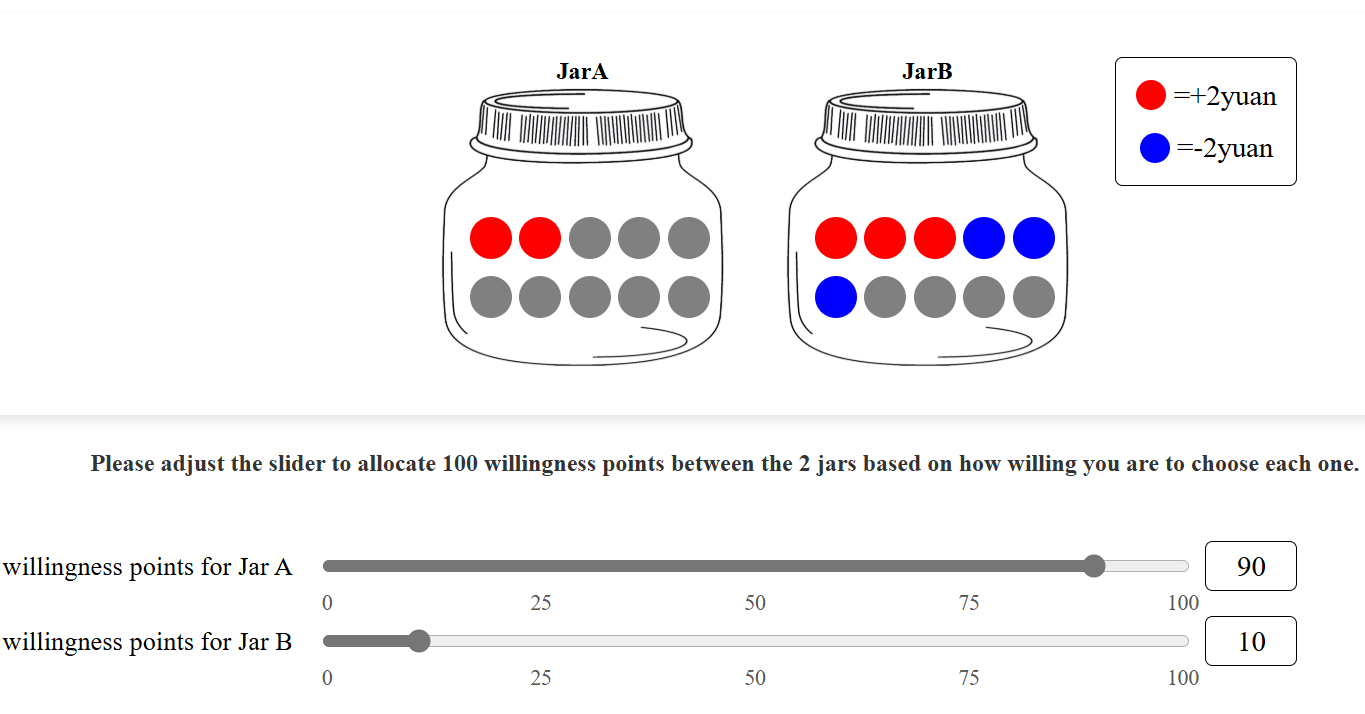 JarA
JarB
=+2yuan
=-2yuan
Please adjust the slider to allocate 100 willingness points between the 2 jars based on how willing you are to choose each one.
willingness points for Jar A
90
0 25 50 75 100
willingness points for Jar B
10
0 25 50 75 100